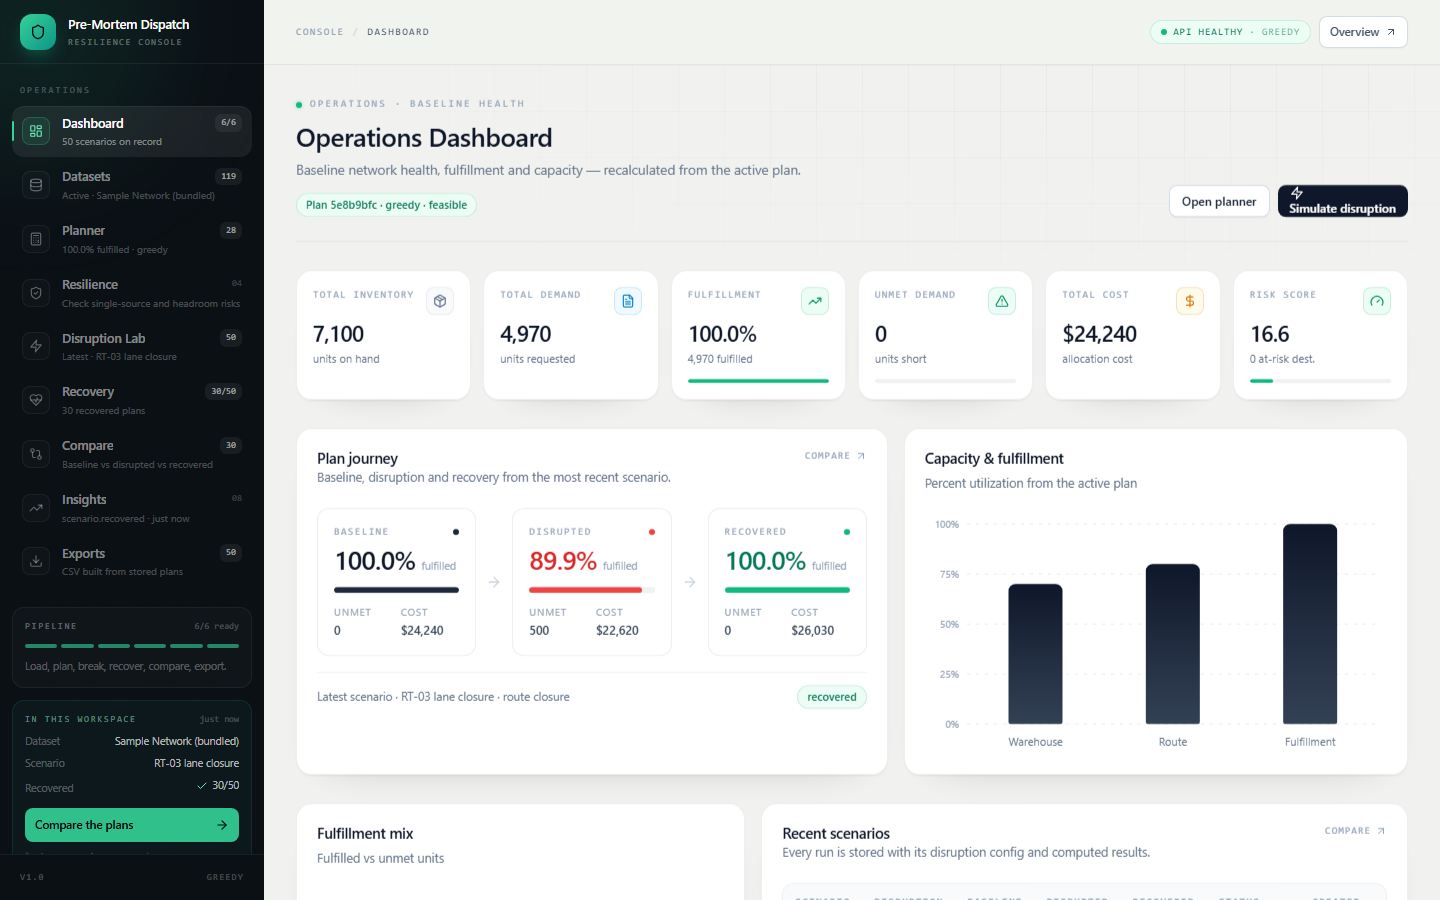 Pre-Mortem Dispatch
RESILIENCE CONSOLE
OPERATIONS
Dashboard 6/6
50 scenarios on record
Datasets 119
Active · Sample Network (bundled)
Planner 28
100.0% fulfilled · greedy
Resilience 04
Check single-source and headroom risks
Disruption Lab 50
Latest · RT-03 lane closure
Recovery 30/50
30 recovered plans
Compare 30
Baseline vs disrupted vs recovered
Insights 08
scenario.recovered · just now
Exports 50
CSV built from stored plans
PIPELINE 6/6 ready
Load, plan, break, recover, compare, export.
IN THIS WORKSPACE just now
Dataset Sample Network (bundled)
Scenario RT-03 lane closure
Recovered 30/50
Compare the plans
V1.0 GREEDY
CONSOLE / DASHBOARD
API HEALTHY · GREEDY
Overview
OPERATIONS · BASELINE HEALTH
Operations Dashboard
Baseline network health, fulfillment and capacity — recalculated from the active plan.
Plan 5e8b9bfc · greedy · feasible
Open planner
Simulate disruption
TOTAL INVENTORY
7,100
units on hand
TOTAL DEMAND
4,970
units requested
FULFILLMENT
100.0%
4,970 fulfilled
UNMET DEMAND
0
units short
TOTAL COST
$24,240
allocation cost
RISK SCORE
16.6
0 at-risk dest.
Plan journey
COMPARE
Baseline, disruption and recovery from the most recent scenario.
BASELINE
100.0% fulfilled
UNMET COST
0 $24,240
DISRUPTED
89.9% fulfilled
UNMET COST
500 $22,620
RECOVERED
100.0% fulfilled
UNMET COST
0 $26,030
Latest scenario · RT-03 lane closure · route closure
recovered
Capacity & fulfillment
Percent utilization from the active plan
100%
75%
50%
25%
0%
Warehouse Route Fulfillment
Fulfillment mix
Fulfilled vs unmet units
Recent scenarios
COMPARE
Every run is stored with its disruption config and computed results.